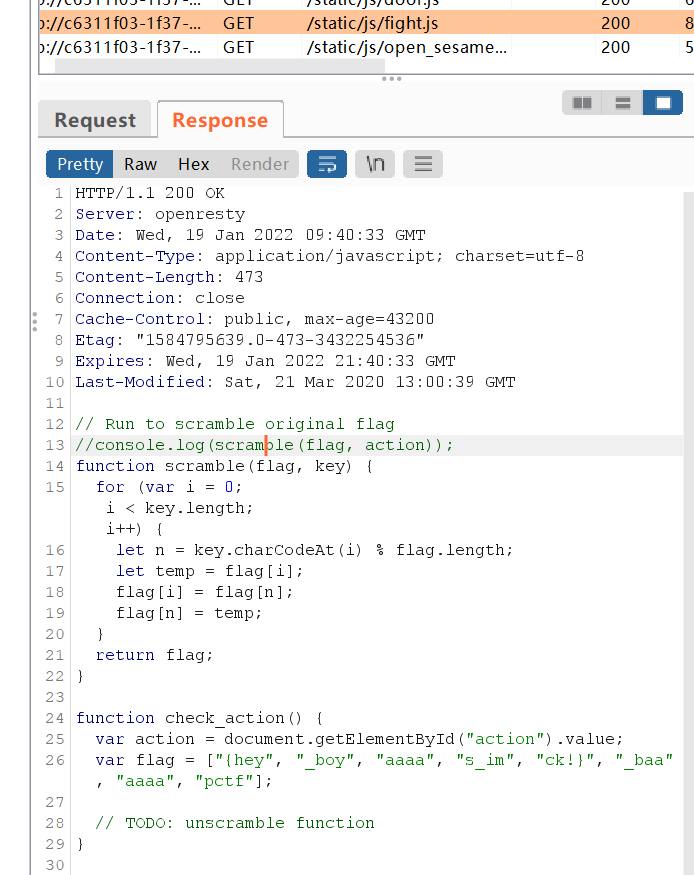 GET /static/js/door.js 200
://c6311f03-1f37-... GET /static/js/fight.js 200 8
://c6311f03-1f37-... GET /static/js/open_sesame... 200 5
Request Response
Pretty Raw Hex Render \n
1 HTTP/1.1 200 OK
2 Server: openresty
3 Date: Wed, 19 Jan 2022 09:40:33 GMT
4 Content-Type: application/javascript; charset=utf-8
5 Content-Length: 473
6 Connection: close
7 Cache-Control: public, max-age=43200
8 Etag: "1584795639.0-473-3432254536"
9 Expires: Wed, 19 Jan 2022 21:40:33 GMT
10 Last-Modified: Sat, 21 Mar 2020 13:00:39 GMT
11
12 // Run to scramble original flag
13 //console.log(scramble(flag, action));
14 function scramble(flag, key) {
15 for (var i = 0;
i < key.length;
i++) {
16 let n = key.charCodeAt(i) % flag.length;
17 let temp = flag[i];
18 flag[i] = flag[n];
19 flag[n] = temp;
20 }
21 return flag;
22 }
23
24 function check_action() {
25 var action = document.getElementById("action").value;
26 var flag = ["{hey", "_boy", "aaaa", "s_im", "ck!}", "_baa"
, "aaaa", "pctf"];
27
28 // TODO: unscramble function
29 }
30